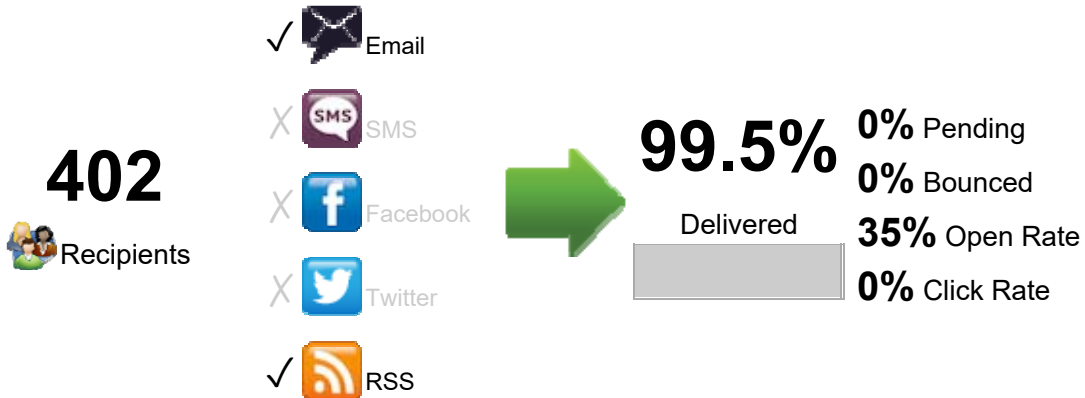 402
Recipients
✓ Email
╳ SMS SMS
╳ f Facebook
╳ Twitter
✓ RSS
99.5%
Delivered
0% Pending
0% Bounced
35% Open Rate
0% Click Rate